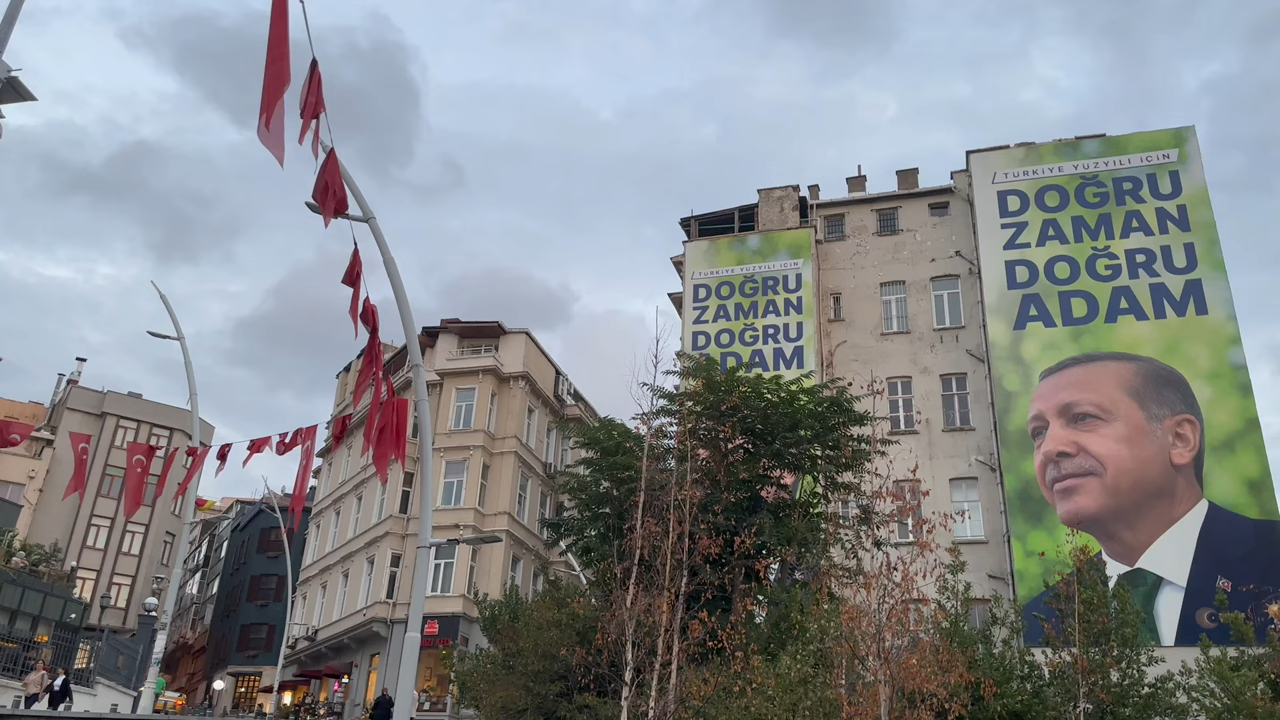 TÜRKİYE YÜZYILI İÇİN
DOĞRU
ZAMAN
DOĞRU
ADAM
TÜRKİYE YÜZYILI İÇİN
DOĞRU
ZAMAN
DOĞRU
ADAM